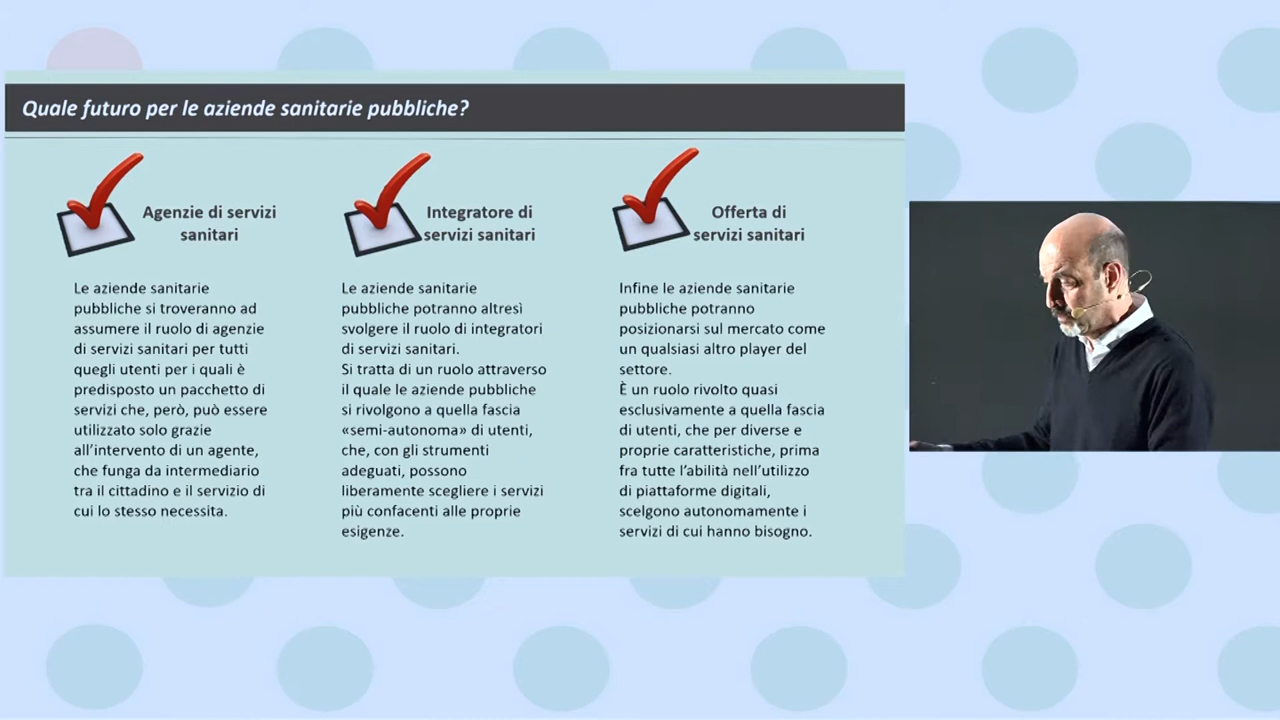 Quale futuro per le aziende sanitarie pubbliche?
Agenzie di servizi
sanitari
Le aziende sanitarie
pubbliche si troveranno ad
assumere il ruolo di agenzie
di servizi sanitari per tutti
quegli utenti per i quali è
predisposto un pacchetto di
servizi che, però, può essere
utilizzato solo grazie
all’intervento di un agente,
che funga da intermediario
tra il cittadino e il servizio di
cui lo stesso necessita.
Integratore di
servizi sanitari
Le aziende sanitarie
pubbliche potranno altresì
svolgere il ruolo di integratori
di servizi sanitari.
Si tratta di un ruolo attraverso
il quale le aziende pubbliche
si rivolgono a quella fascia
«semi-autonoma» di utenti,
che, con gli strumenti
adeguati, possono
liberamente scegliere i servizi
più confacenti alle proprie
esigenze.
Offerta di
servizi sanitari
Infine le aziende sanitarie
pubbliche potranno
posizionarsi sul mercato come
un qualsiasi altro player del
settore.
È un ruolo rivolto quasi
esclusivamente a quella fascia
di utenti, che per diverse e
proprie caratteristiche, prima
fra tutte l’abilità nell’utilizzo
di piattaforme digitali,
scelgono autonomamente i
servizi di cui hanno bisogno.